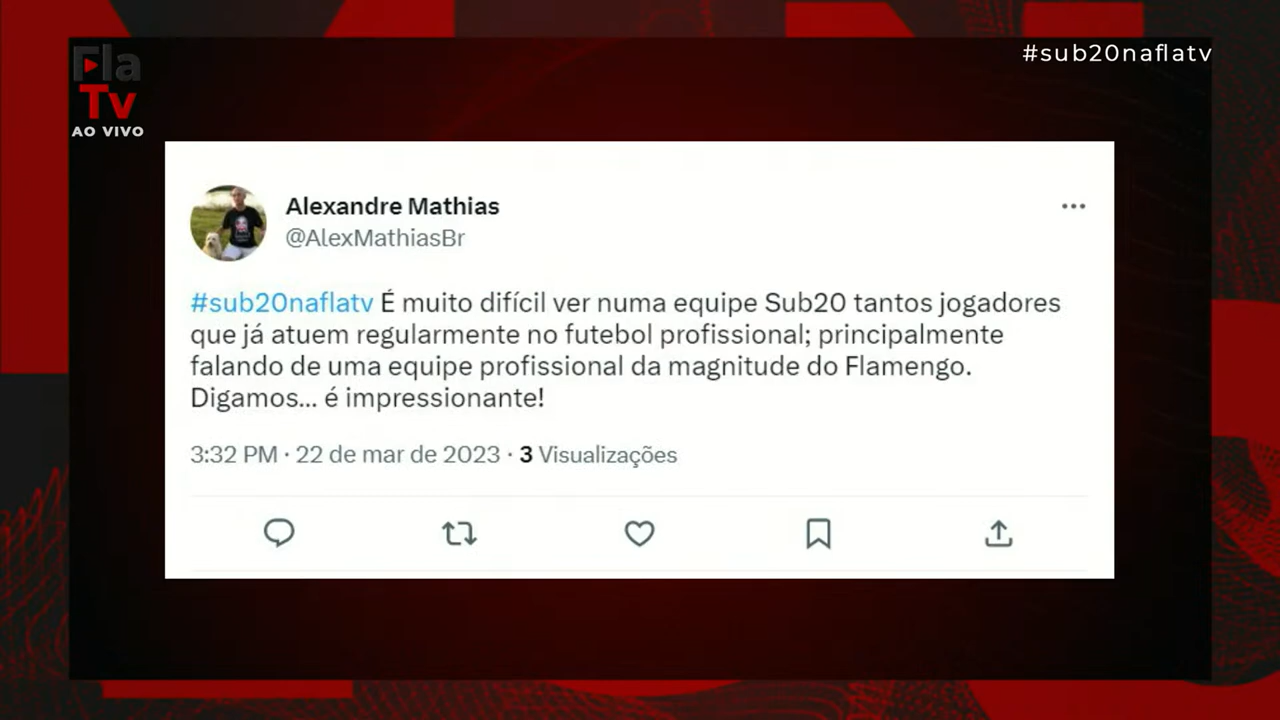 Fla
Tv
AO VIVO
#sub20naflatv
Alexandre Mathias
@AlexMathiasBr
#sub20naflatv É muito difícil ver numa equipe Sub20 tantos jogadores
que já atuem regularmente no futebol profissional; principalmente
falando de uma equipe profissional da magnitude do Flamengo.
Digamos... é impressionante!
3:32 PM · 22 de mar de 2023 · 3 Visualizações